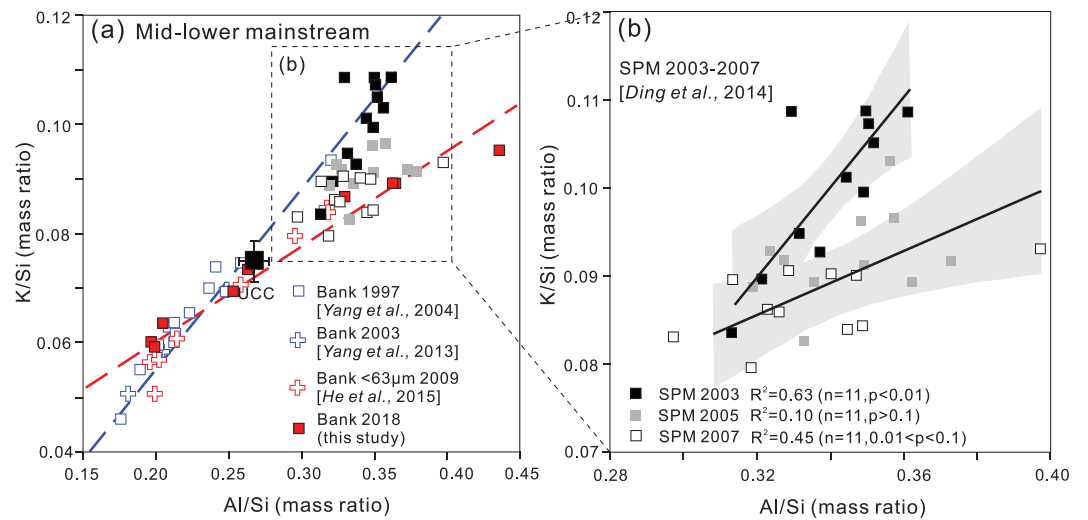 (a) Mid-lower mainstream
(b)
UCC
Bank 1997
[Yang et al., 2004]
Bank 2003
[Yang et al., 2013]
Bank <63μm 2009
[He et al., 2015]
Bank 2018
(this study)
K/Si (mass ratio)
0.12
0.10
0.08
0.06
0.04
0.15 0.20 0.25 0.30 0.35 0.40 0.45
Al/Si (mass ratio)
(b)
SPM 2003-2007
[Ding et al., 2014]
SPM 2003 R²=0.63 (n=11,p<0.01)
SPM 2005 R²=0.10 (n=11,p>0.1)
SPM 2007 R²=0.45 (n=11,0.01<p<0.1)
K/Si (mass ratio)
0.12
0.11
0.10
0.09
0.08
0.07
0.28 0.32 0.36 0.40
Al/Si (mass ratio)